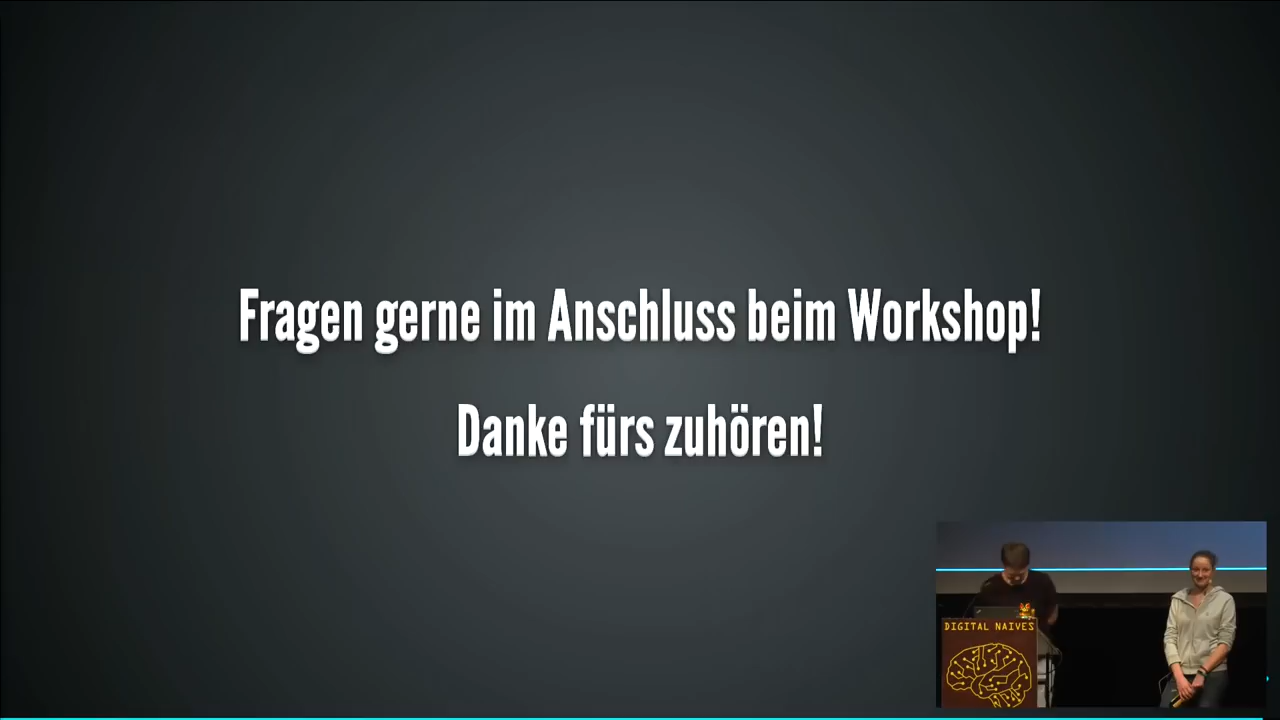 Fragen gerne im Anschluss beim Workshop!
Danke fürs zuhören!
DIGITAL NAIVES